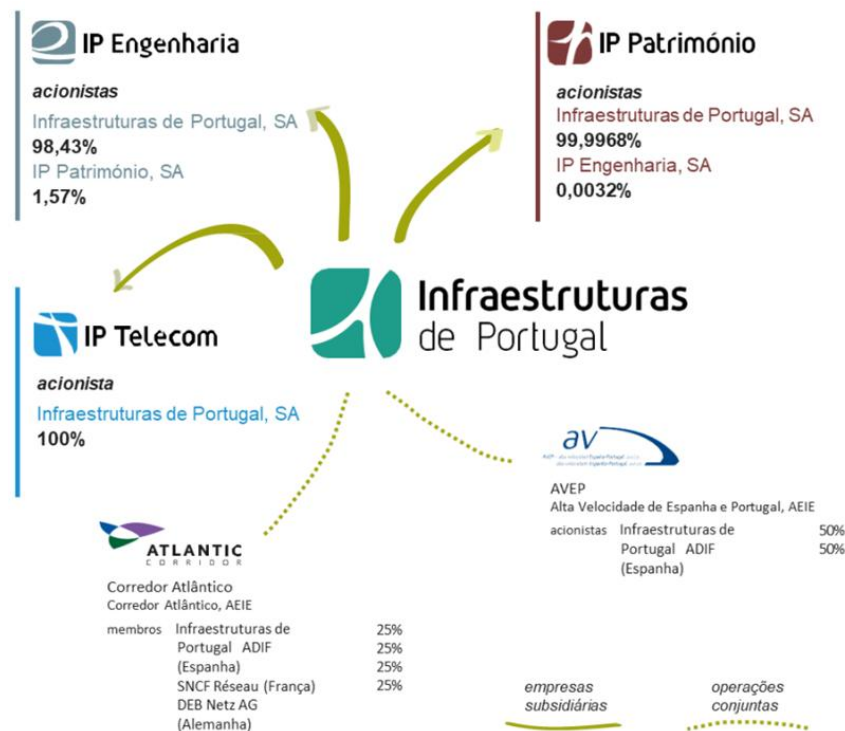 IP Engenharia
acionistas
Infraestruturas de Portugal, SA
98,43%
IP Património, SA
1,57%
IP Património
acionistas
Infraestruturas de Portugal, SA
99,9968%
IP Engenharia, SA
0,0032%
IP Telecom
acionista
Infraestruturas de Portugal, SA
100%
Infraestruturas
de Portugal
av
AVEP
Alta Velocidade de Espanha e Portugal, AEIE
acionistas Infraestruturas de 50%
Portugal ADIF 50%
(Espanha)
ATLANTIC
CORRIDOR
Corredor Atlântico
Corredor Atlântico, AEIE
membros Infraestruturas de 25%
Portugal ADIF 25%
(Espanha) 25%
SNCF Réseau (França) 25%
DEB Netz AG
(Alemanha)
empresas
subsidiárias
operações
conjuntas